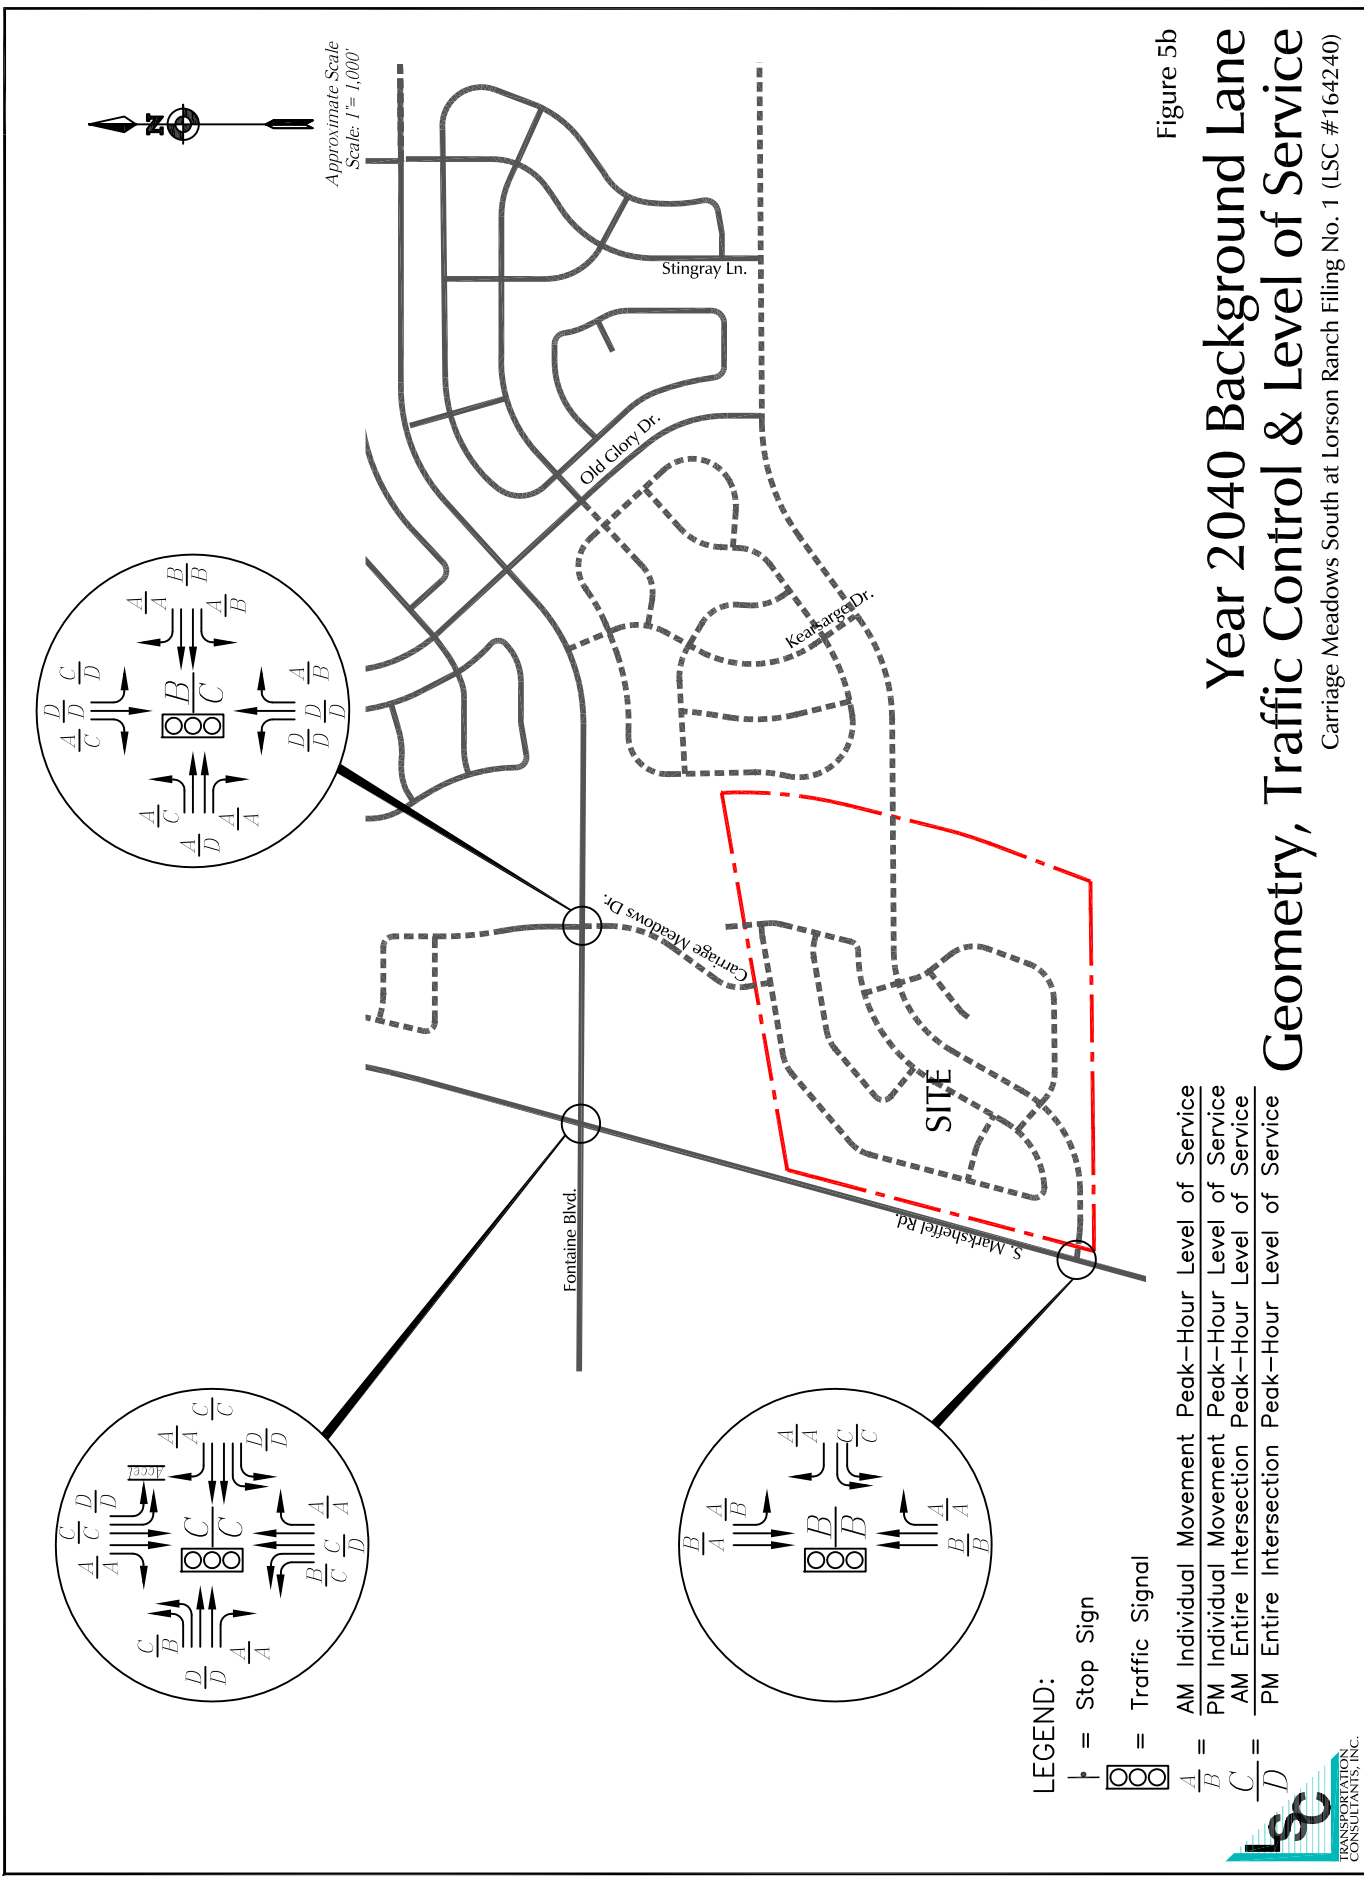 N
Approximate Scale
Scale: 1"= 1,000'
Figure 5b
Year 2040 Background Lane
Geometry, Traffic Control & Level of Service
Carriage Meadows South at Lorson Ranch Filing No. 1 (LSC #164240)
Stingray Ln.
Old Glory Dr.
Kearsarge Dr.
Carriage Meadows Dr.
Fontaine Blvd.
S. Marksheffel Rd.
SITE
A
C
D
D
C
D
A
A
B
B
A
B
B
C
A
C
A
D
A
A
D
D
D
D
A
B
A
A
C
C
D
D
Accel
A
A
C
C
D
D
C
C
C
B
D
D
A
A
B
C
C
D
A
A
B
A
A
B
A
A
C
C
B
B
B
B
A
A
LEGEND:
= Stop Sign
= Traffic Signal
A
B
=
AM Individual Movement Peak-Hour Level of Service
PM Individual Movement Peak-Hour Level of Service
C
D
=
AM Entire Intersection Peak-Hour Level of Service
PM Entire Intersection Peak-Hour Level of Service
LSC
TRANSPORTATION
CONSULTANTS, INC.